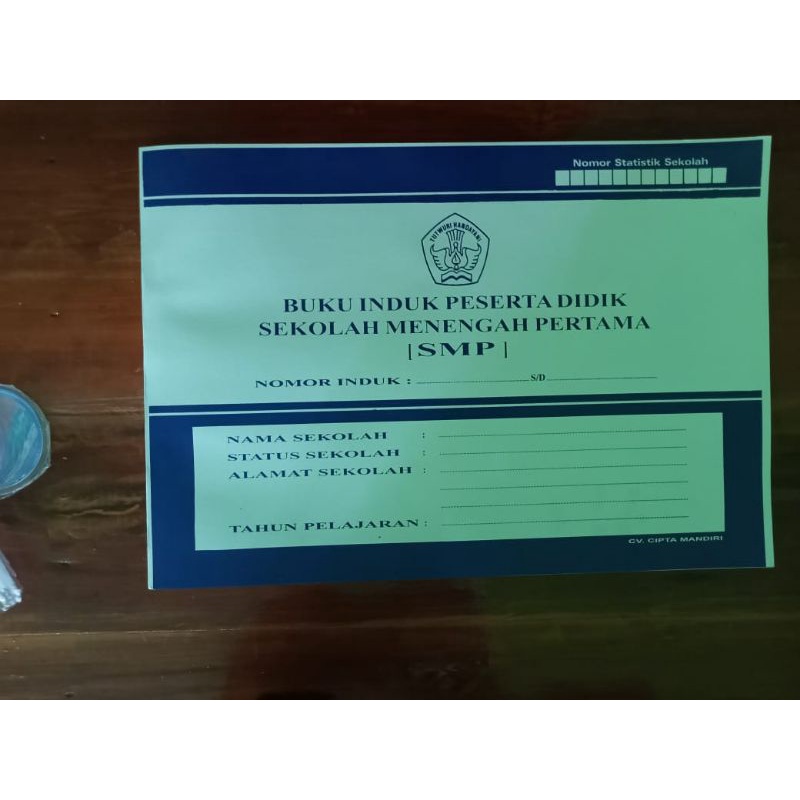 Nomor Statistik Sekolah
TUT WURI HANDAYANI
BUKU INDUK PESERTA DIDIK
SEKOLAH MENENGAH PERTAMA
[SMP]
NOMOR INDUK : S/D
NAMA SEKOLAH :
STATUS SEKOLAH :
ALAMAT SEKOLAH :
TAHUN PELAJARAN :
CV. CIPTA MANDIRI